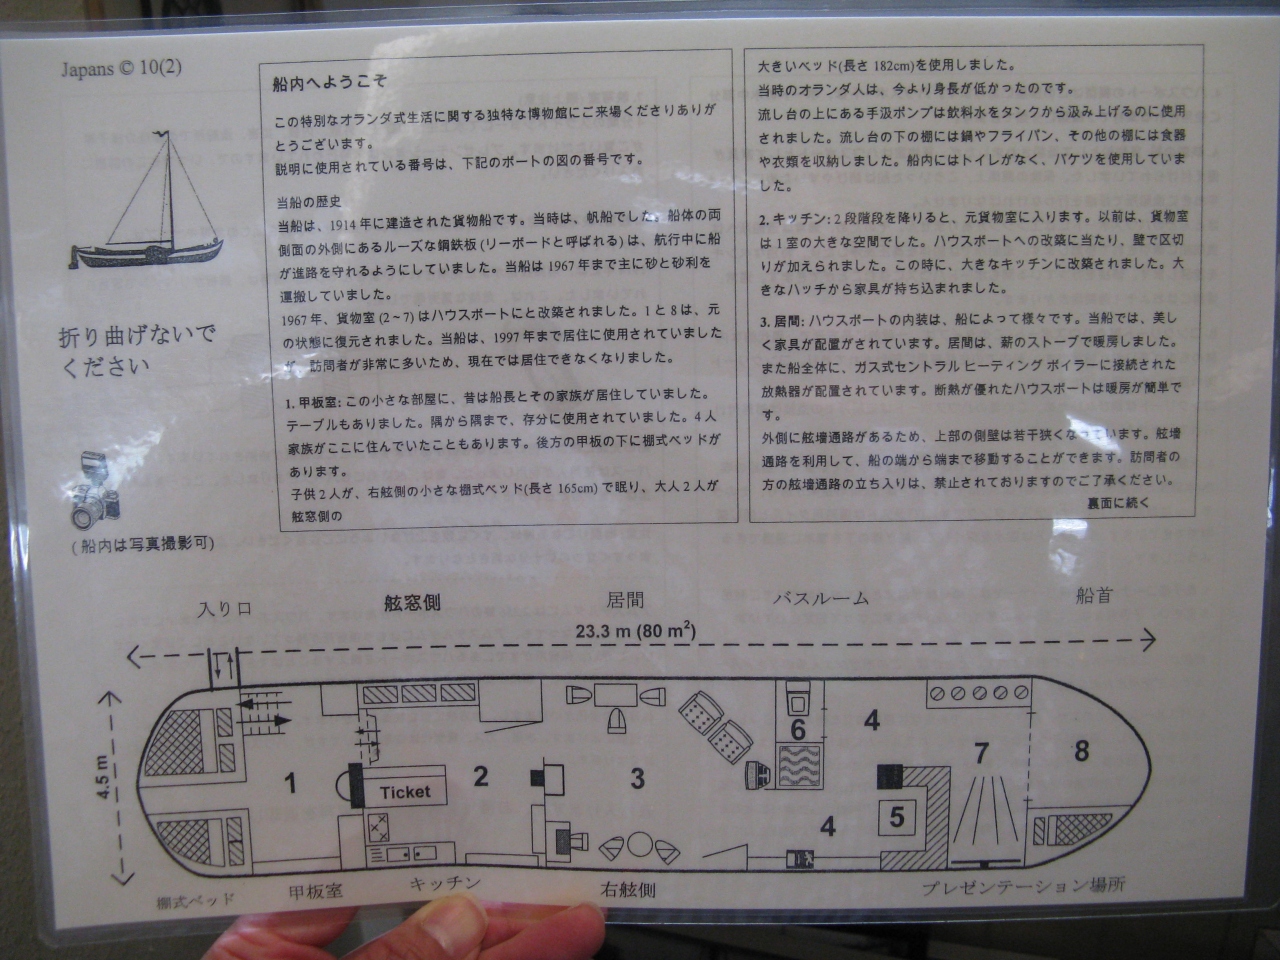 Japans © 10(2)
折り曲げないで
ください
(船内は写真撮影可)
船内へようこそ
この特別なオランダ式生活に関する独特な博物館にご来場くださりありが
とうございます。
説明に使用されている番号は、下記のボートの図の番号です。
当船の歴史
当船は、1914 年に建造された貨物船です。当時は、帆船でした。船体の両
側面の外側にあるルーズな鋼鉄板 (リーボードと呼ばれる) は、航行中に船
が進路を守れるようにしていました。当船は 1967 年まで主に砂と砂利を
運搬していました。
1967 年、貨物室 (2~7) はハウスボートにと改築されました。1 と 8 は、元
の状態に復元されました。当船は、1997 年まで居住に使用されていました
が、訪問者が非常に多いため、現在では居住できなくなりました。
1. 甲板室: この小さな部屋に、昔は船長とその家族が居住していました。
テーブルもありました。隅から隅まで、存分に使用されていました。4 人
家族がここに住んでいたこともあります。後方の甲板の下に棚式ベッドが
あります。
子供 2 人が、右舷側の小さな棚式ベッド(長さ 165cm) で眠り、大人 2 人が
舷窓側の
大きいベッド(長さ 182cm)を使用しました。
当時のオランダ人は、今より身長が低かったのです。
流し台の上にある手汲ポンプは飲料水をタンクから汲み上げるのに使用
されました。流し台の下の棚には鍋やフライパン、その他の棚には食器
や衣類を収納しました。船内にはトイレがなく、バケツを使用していま
した。
2. キッチン: 2 段階段を降りると、元貨物室に入ります。以前は、貨物室
は 1 室の大きな空間でした。ハウスボートへの改築に当たり、壁で区切
りが加えられました。この時に、大きなキッチンに改築されました。大
きなハッチから家具が持ち込まれました。
3. 居間: ハウスボートの内装は、船によって様々です。当船では、美し
く家具が配置がされています。居間は、薪のストーブで暖房しました。
また船全体に、ガス式セントラル ヒーティング ボイラーに接続された
放熱器が配置されています。断熱が優れたハウスボートは暖房が簡単で
す。
外側に舷墻通路があるため、上部の側壁は若干狭くなっています。舷墻
通路を利用して、船の端から端まで移動することができます。訪問者の
方の舷墻通路の立ち入りは、禁止されておりますのでご了承ください。
裏面に続く
入り口 舷窓側 居間 バスルーム 船首
23.3 m (80 m²)
4.5 m
1 2 3 4 4 5 6 7 8
Ticket
棚式ベッド 甲板室 キッチン 右舷側 プレゼンテーション場所